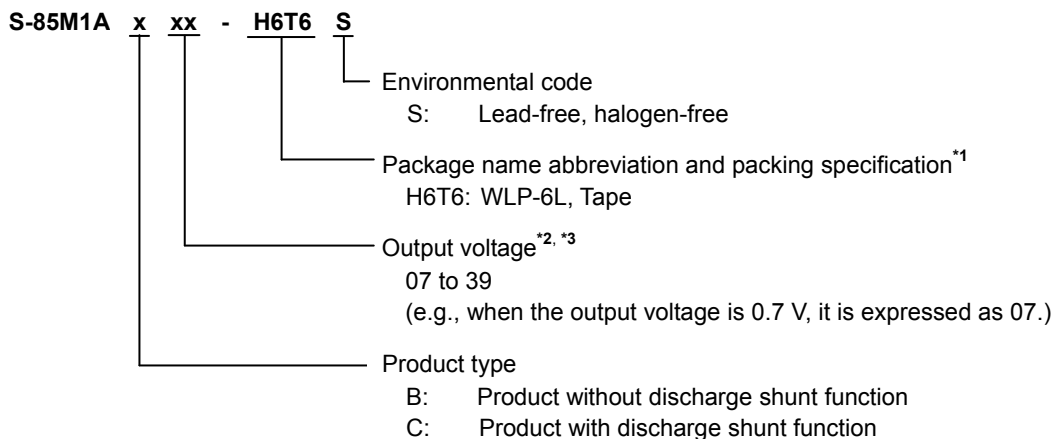 S-85M1A x xx - H6T6 S
Environmental code
S: Lead-free, halogen-free
Package name abbreviation and packing specification*1
H6T6: WLP-6L, Tape
Output voltage*2, *3
07 to 39
(e.g., when the output voltage is 0.7 V, it is expressed as 07.)
Product type
B: Product without discharge shunt function
C: Product with discharge shunt function